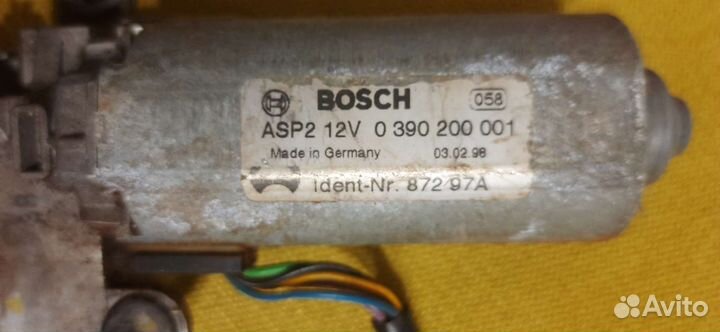 BOSCH 058
ASP2 12V 0 390 200 001
Made in Germany 03.02.98
Ident-Nr. 872 97A
Avito